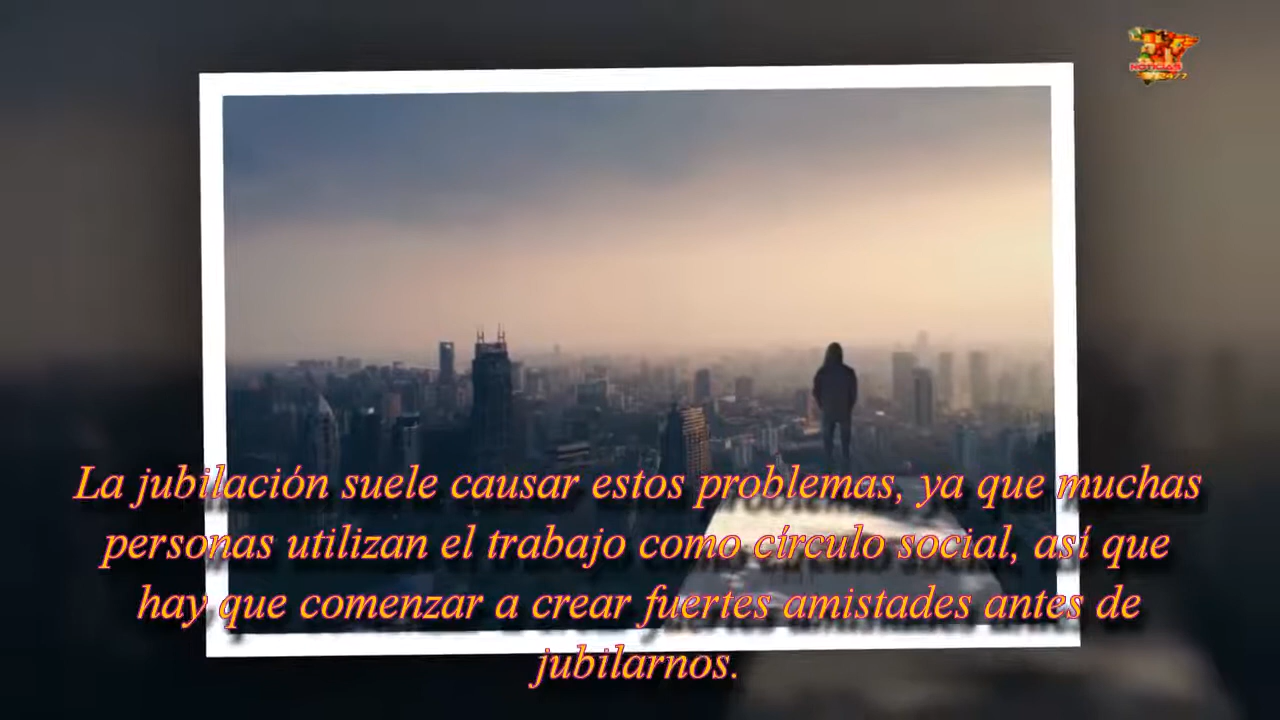 NOTICIAS
La jubilación suele causar estos problemas, ya que muchas
personas utilizan el trabajo como círculo social, así que
hay que comenzar a crear fuertes amistades antes de
jubilarnos.